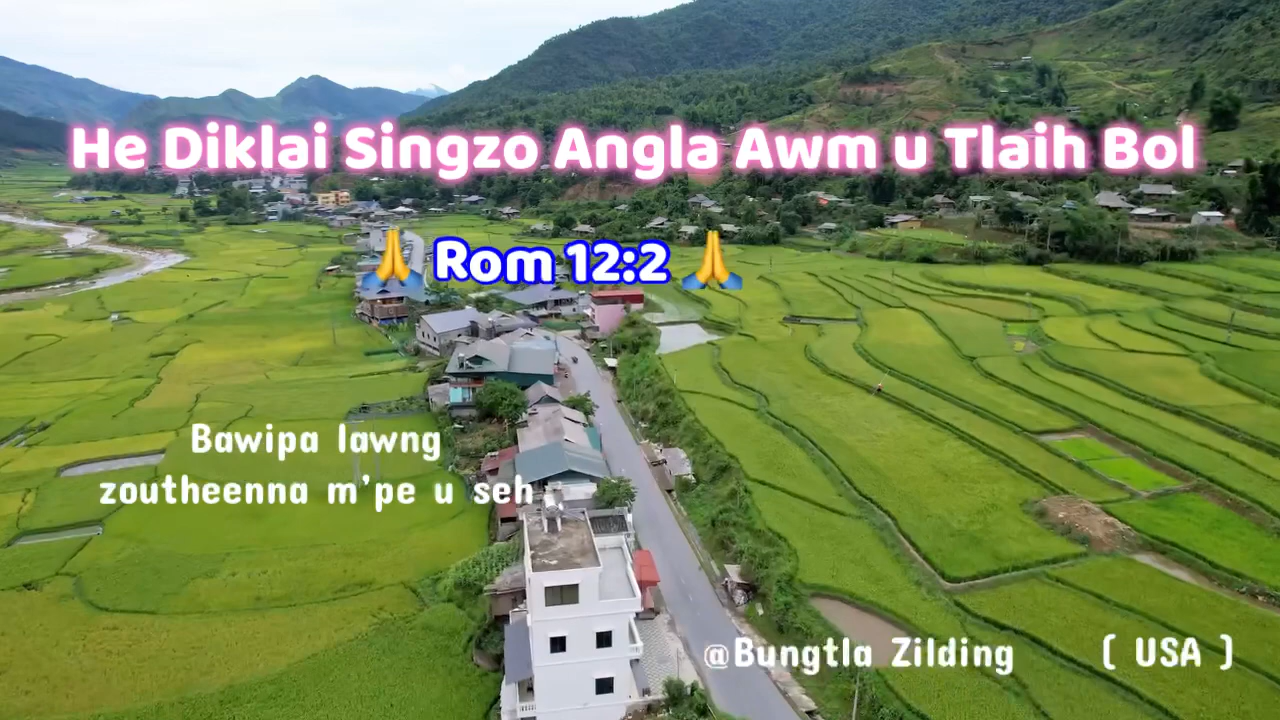 He Diklai Singzo Angla Awm u Tlaih Bol
🙏 Rom 12:2 🙏
Bawipa lawng
zoutheenna m'pe u seh
@Bungtla Zilding ( USA )